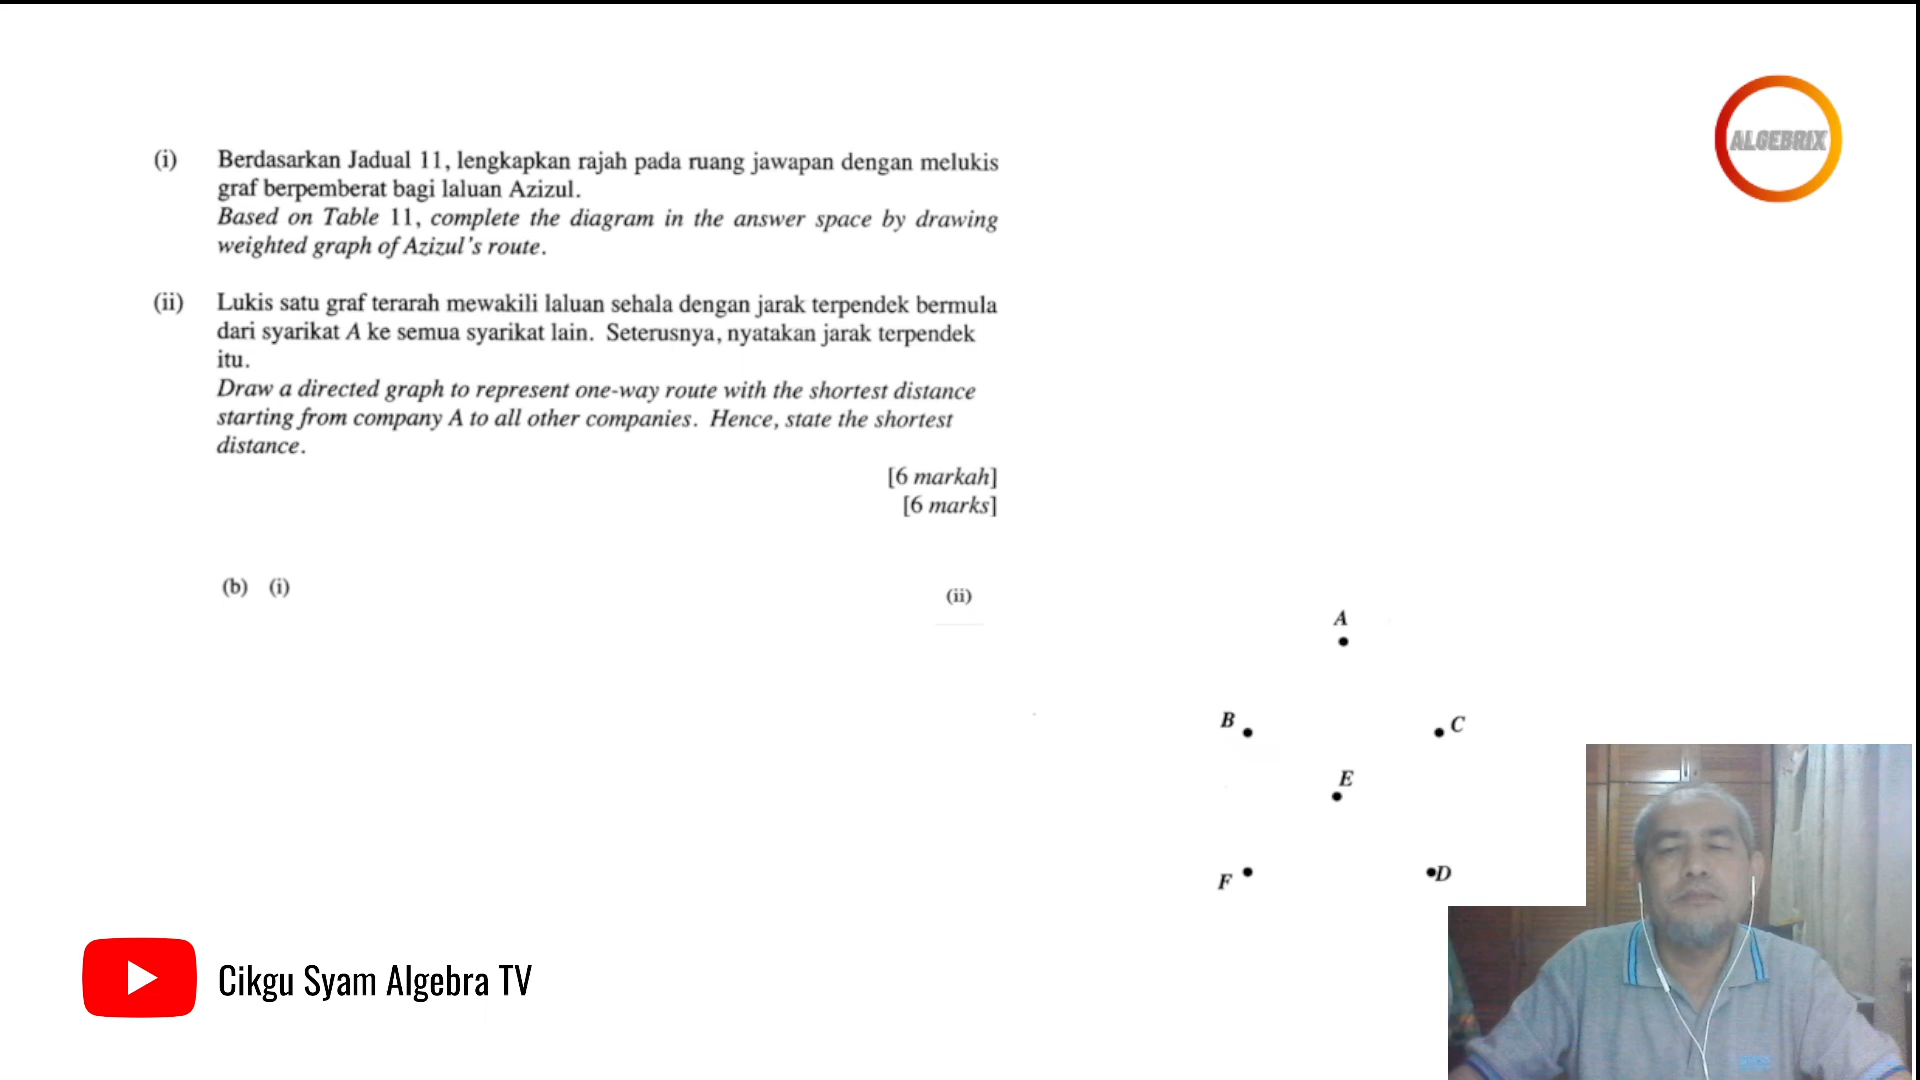 ALGEBRIX
(i) Berdasarkan Jadual 11, lengkapkan rajah pada ruang jawapan dengan melukis
graf berpemberat bagi laluan Azizul.
Based on Table 11, complete the diagram in the answer space by drawing
weighted graph of Azizul's route.
(ii) Lukis satu graf terarah mewakili laluan sehala dengan jarak terpendek bermula
dari syarikat A ke semua syarikat lain. Seterusnya, nyatakan jarak terpendek
itu.
Draw a directed graph to represent one-way route with the shortest distance
starting from company A to all other companies. Hence, state the shortest
distance.
[6 markah]
[6 marks]
(b) (i)
(ii)
A
B
C
E
F
D
Cikgu Syam Algebra TV